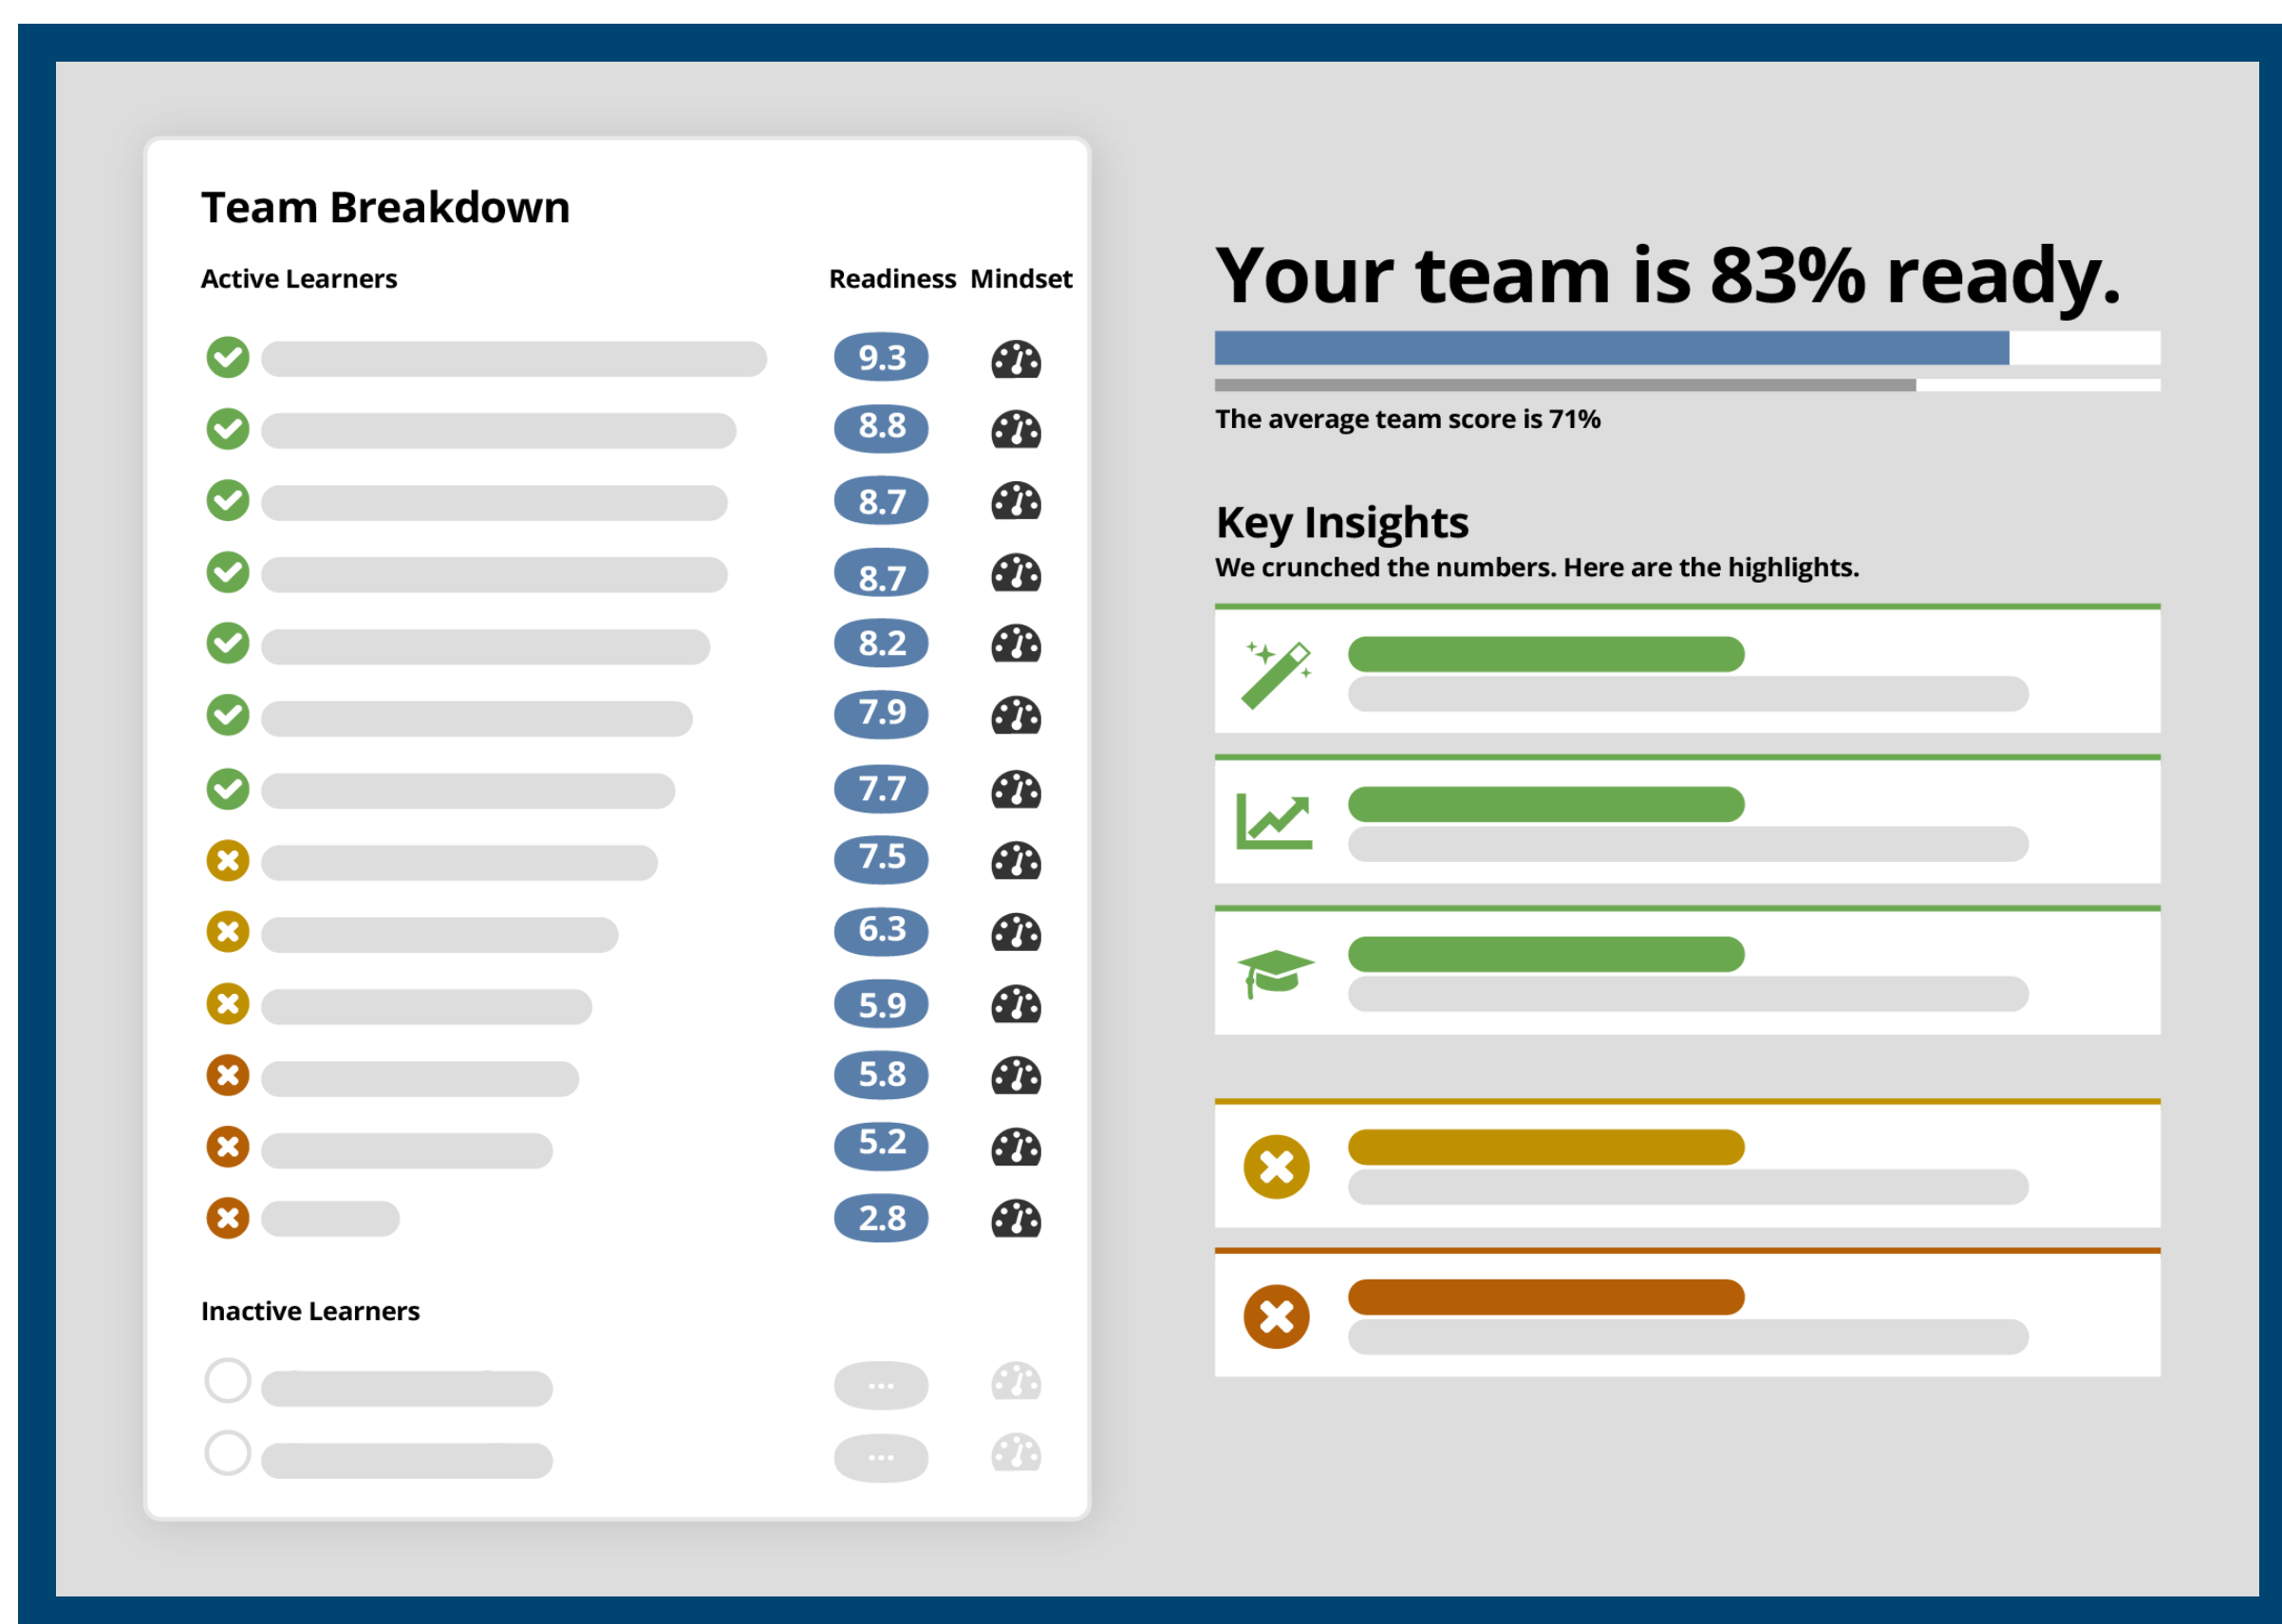 Team Breakdown
Active Learners Readiness Mindset
9.3
8.8
8.7
8.7
8.2
7.9
7.7
7.5
6.3
5.9
5.8
5.2
2.8
Inactive Learners
...
...
Your team is 83% ready.
The average team score is 71%
Key Insights
We crunched the numbers. Here are the highlights.